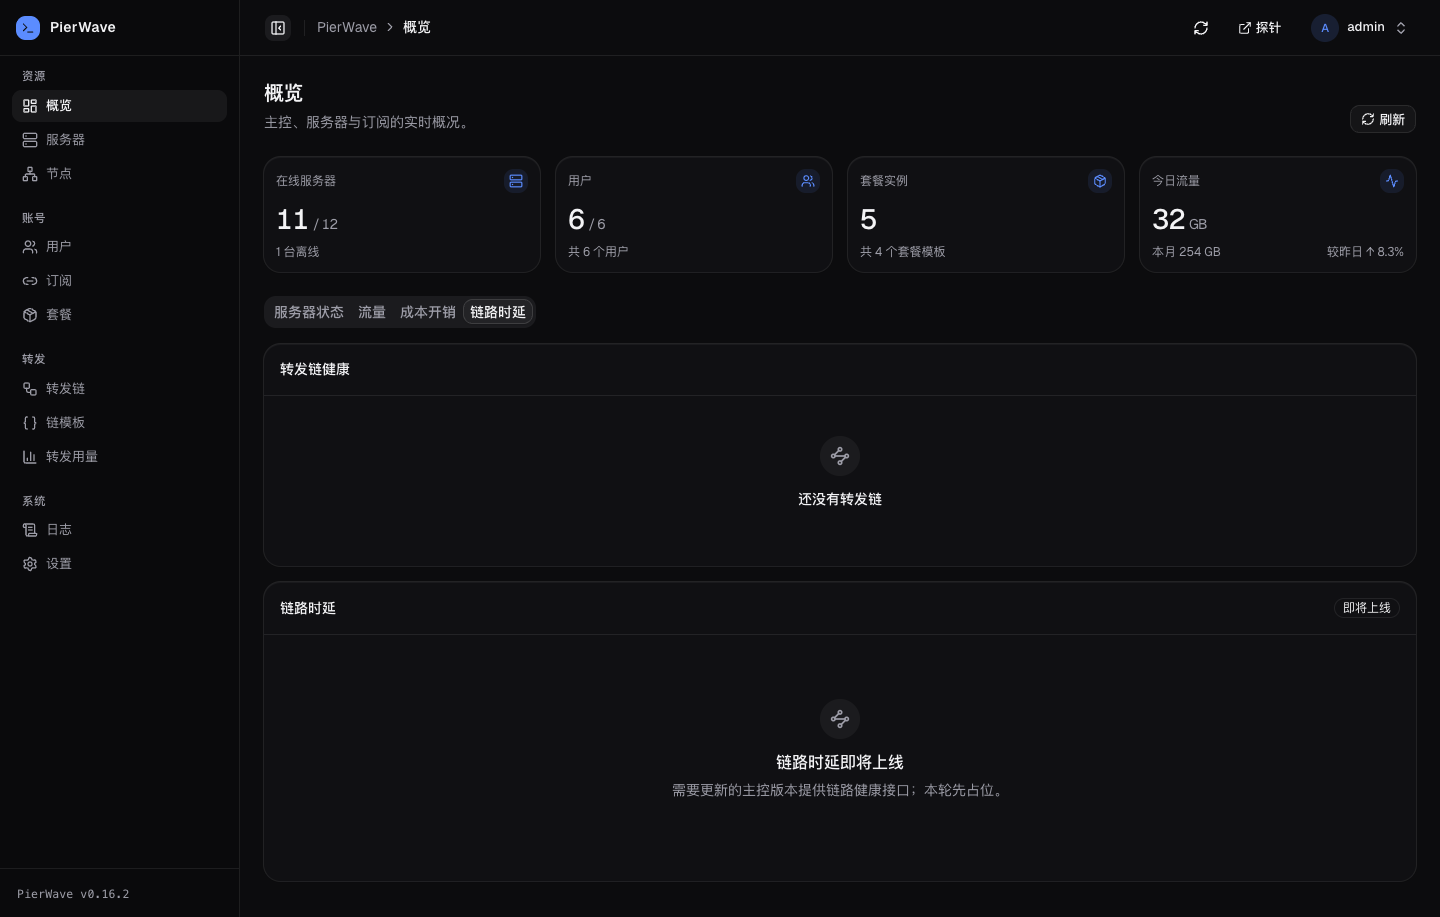 PierWave
PierWave > 概览
探针
A
admin
资源
概览
服务器
节点
账号
用户
订阅
套餐
转发
转发链
链模板
转发用量
系统
日志
设置
PierWave v0.16.2
概览
主控、服务器与订阅的实时概况。
刷新
在线服务器
11 / 12
1 台离线
用户
6 / 6
共 6 个用户
套餐实例
5
共 4 个套餐模板
今日流量
32 GB
本月 254 GB
较昨日 ↑ 8.3%
服务器状态 流量 成本开销 链路时延
转发链健康
还没有转发链
链路时延
即将上线
链路时延即将上线
需要更新的主控版本提供链路健康接口；本轮先占位。